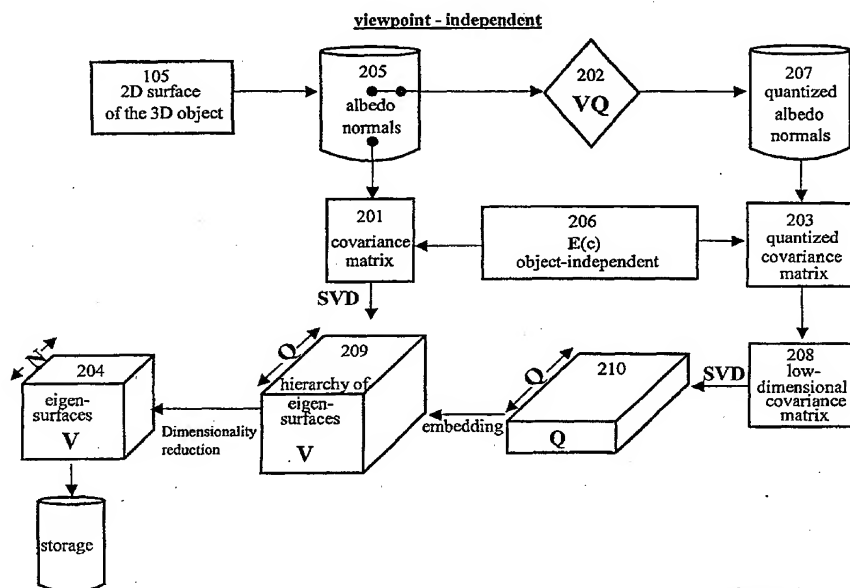 viewpoint - independent
105
2D surface
of the 3D object
205
albedo
normals
202
VQ
207
quantized
albedo
normals
201
covariance
matrix
206
E(c)
object-independent
203
quantized
covariance
matrix
SVD
N
204
eigen-
surfaces
V
Dimensionality
reduction
Q
209
hierarchy of
eigen-
surfaces
V
embedding
Q
210
Q
SVD
208
low-
dimensional
covariance
matrix
storage